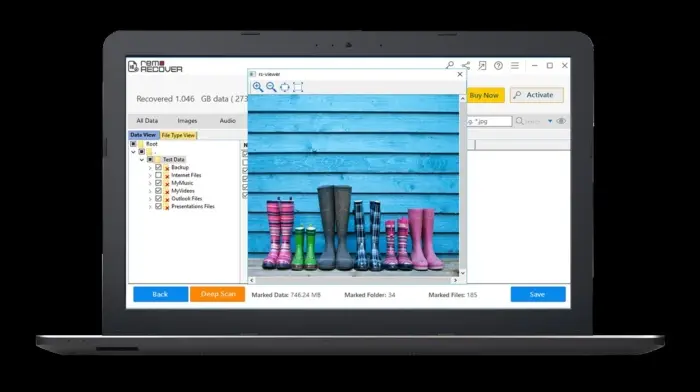 remo
RECOVER
rs-viewer
Recovered 1.046 GB data ( 273
Buy Now
Activate
All Data Images Audio
g. *.jpg
Data View File Type View
Root
Test Data
Backup
Internet Files
MyMusic
MyVideos
Outlook Files
Presentations Files
Back
Deep Scan
Marked Data: 746.24 MB
Marked Folder: 34
Marked Files: 185
Save